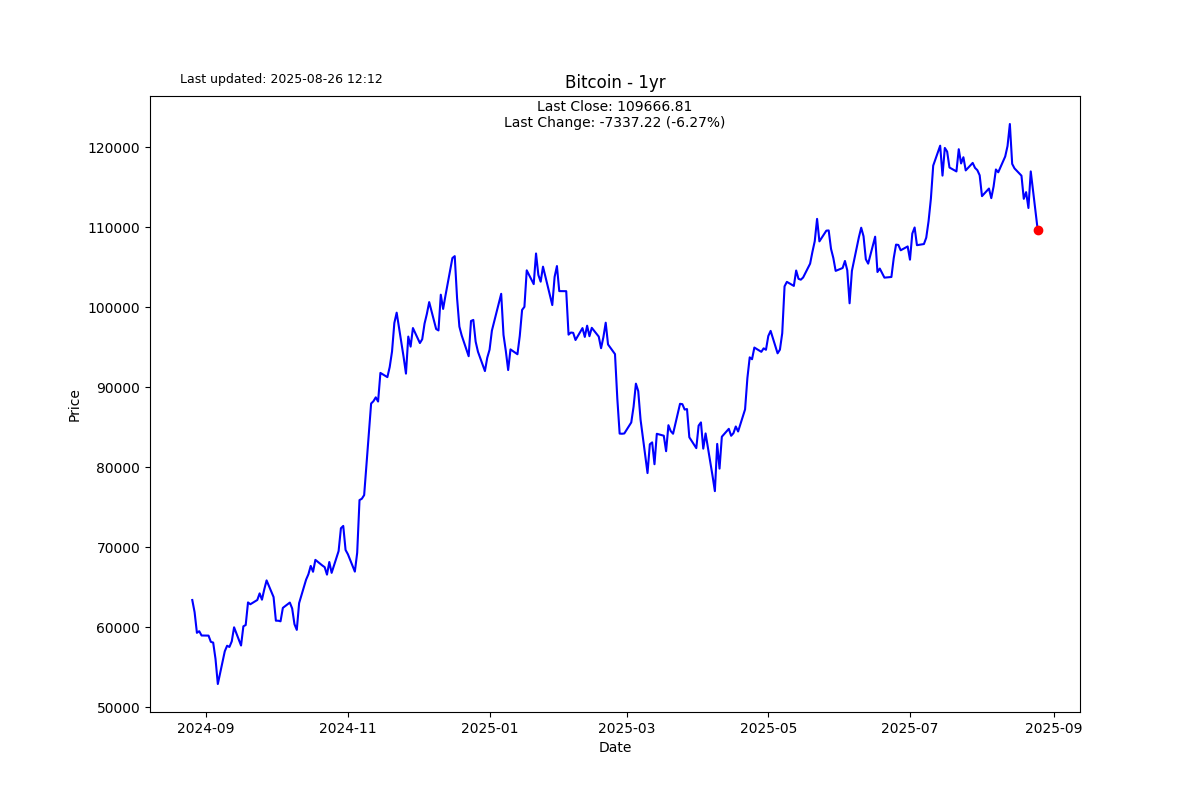 Last updated: 2025-08-26 12:12
Bitcoin - 1yr
Last Close: 109666.81
Last Change: -7337.22 (-6.27%)
120000
110000
100000
90000
80000
70000
60000
50000
Price
2024-09
2024-11
2025-01
2025-03
2025-05
2025-07
2025-09
Date